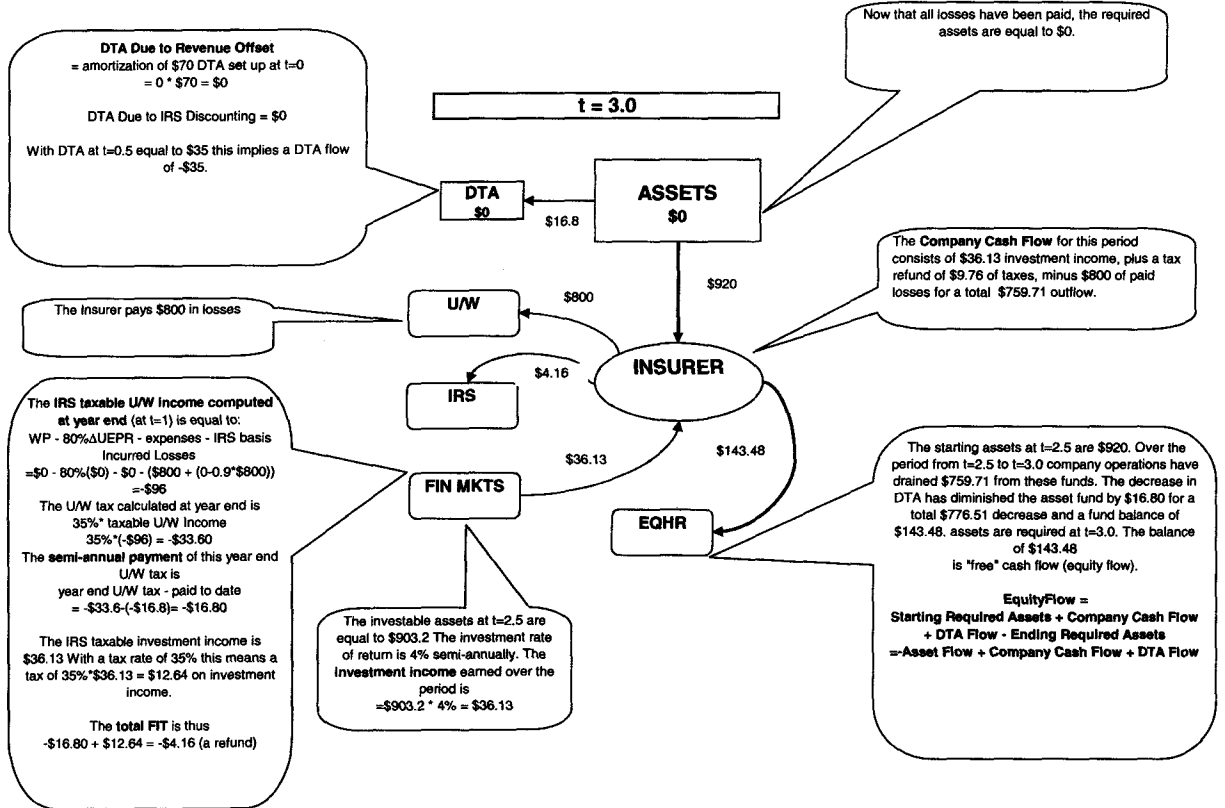 DTA Due to Revenue Offset
= amortization of $70 DTA set up at t=0
= 0 * $70 = $0
DTA Due to IRS Discounting = $0
With DTA at t=0.5 equal to $35 this implies a DTA flow
of -$35.
Now that all losses have been paid, the required
assets are equal to $0.
t = 3.0
DTA
$0
$16.8
ASSETS
$0
The Company Cash Flow for this period
consists of $36.13 investment income, plus a tax
refund of $9.76 of taxes, minus $800 of paid
losses for a total $759.71 outflow.
$920
The Insurer pays $800 in losses
U/W
$800
INSURER
$4.16
IRS
$36.13
$143.48
FIN MKTS
EQHR
The IRS taxable U/W Income computed
at year end (at t=1) is equal to:
WP - 80%ΔUEPR - expenses - IRS basis
Incurred Losses
=$0 - 80%($0) - $0 - ($800 + (0-0.9*$800))
=-$96
The U/W tax calculated at year end is
35%* taxable U/W Income
35%*(-$96) = -$33.60
The semi-annual payment of this year end
U/W tax is
year end U/W tax - paid to date
= -$33.6-(-$16.8)= -$16.80
The IRS taxable investment income is
$36.13 With a tax rate of 35% this means a
tax of 35%*$36.13 = $12.64 on investment
income.
The total FIT is thus
-$16.80 + $12.64 = -$4.16 (a refund)
The investable assets at t=2.5 are
equal to $903.2 The investment rate
of return is 4% semi-annually. The
Investment income earned over the
period is
=$903.2 * 4% = $36.13
The starting assets at t=2.5 are $920. Over the
period from t=2.5 to t=3.0 company operations have
drained $759.71 from these funds. The decrease in
DTA has diminished the asset fund by $16.80 for a
total $776.51 decrease and a fund balance of
$143.48. assets are required at t=3.0. The balance
of $143.48
is "free" cash flow (equity flow).
EquityFlow =
Starting Required Assets + Company Cash Flow
+ DTA Flow - Ending Required Assets
=-Asset Flow + Company Cash Flow + DTA Flow